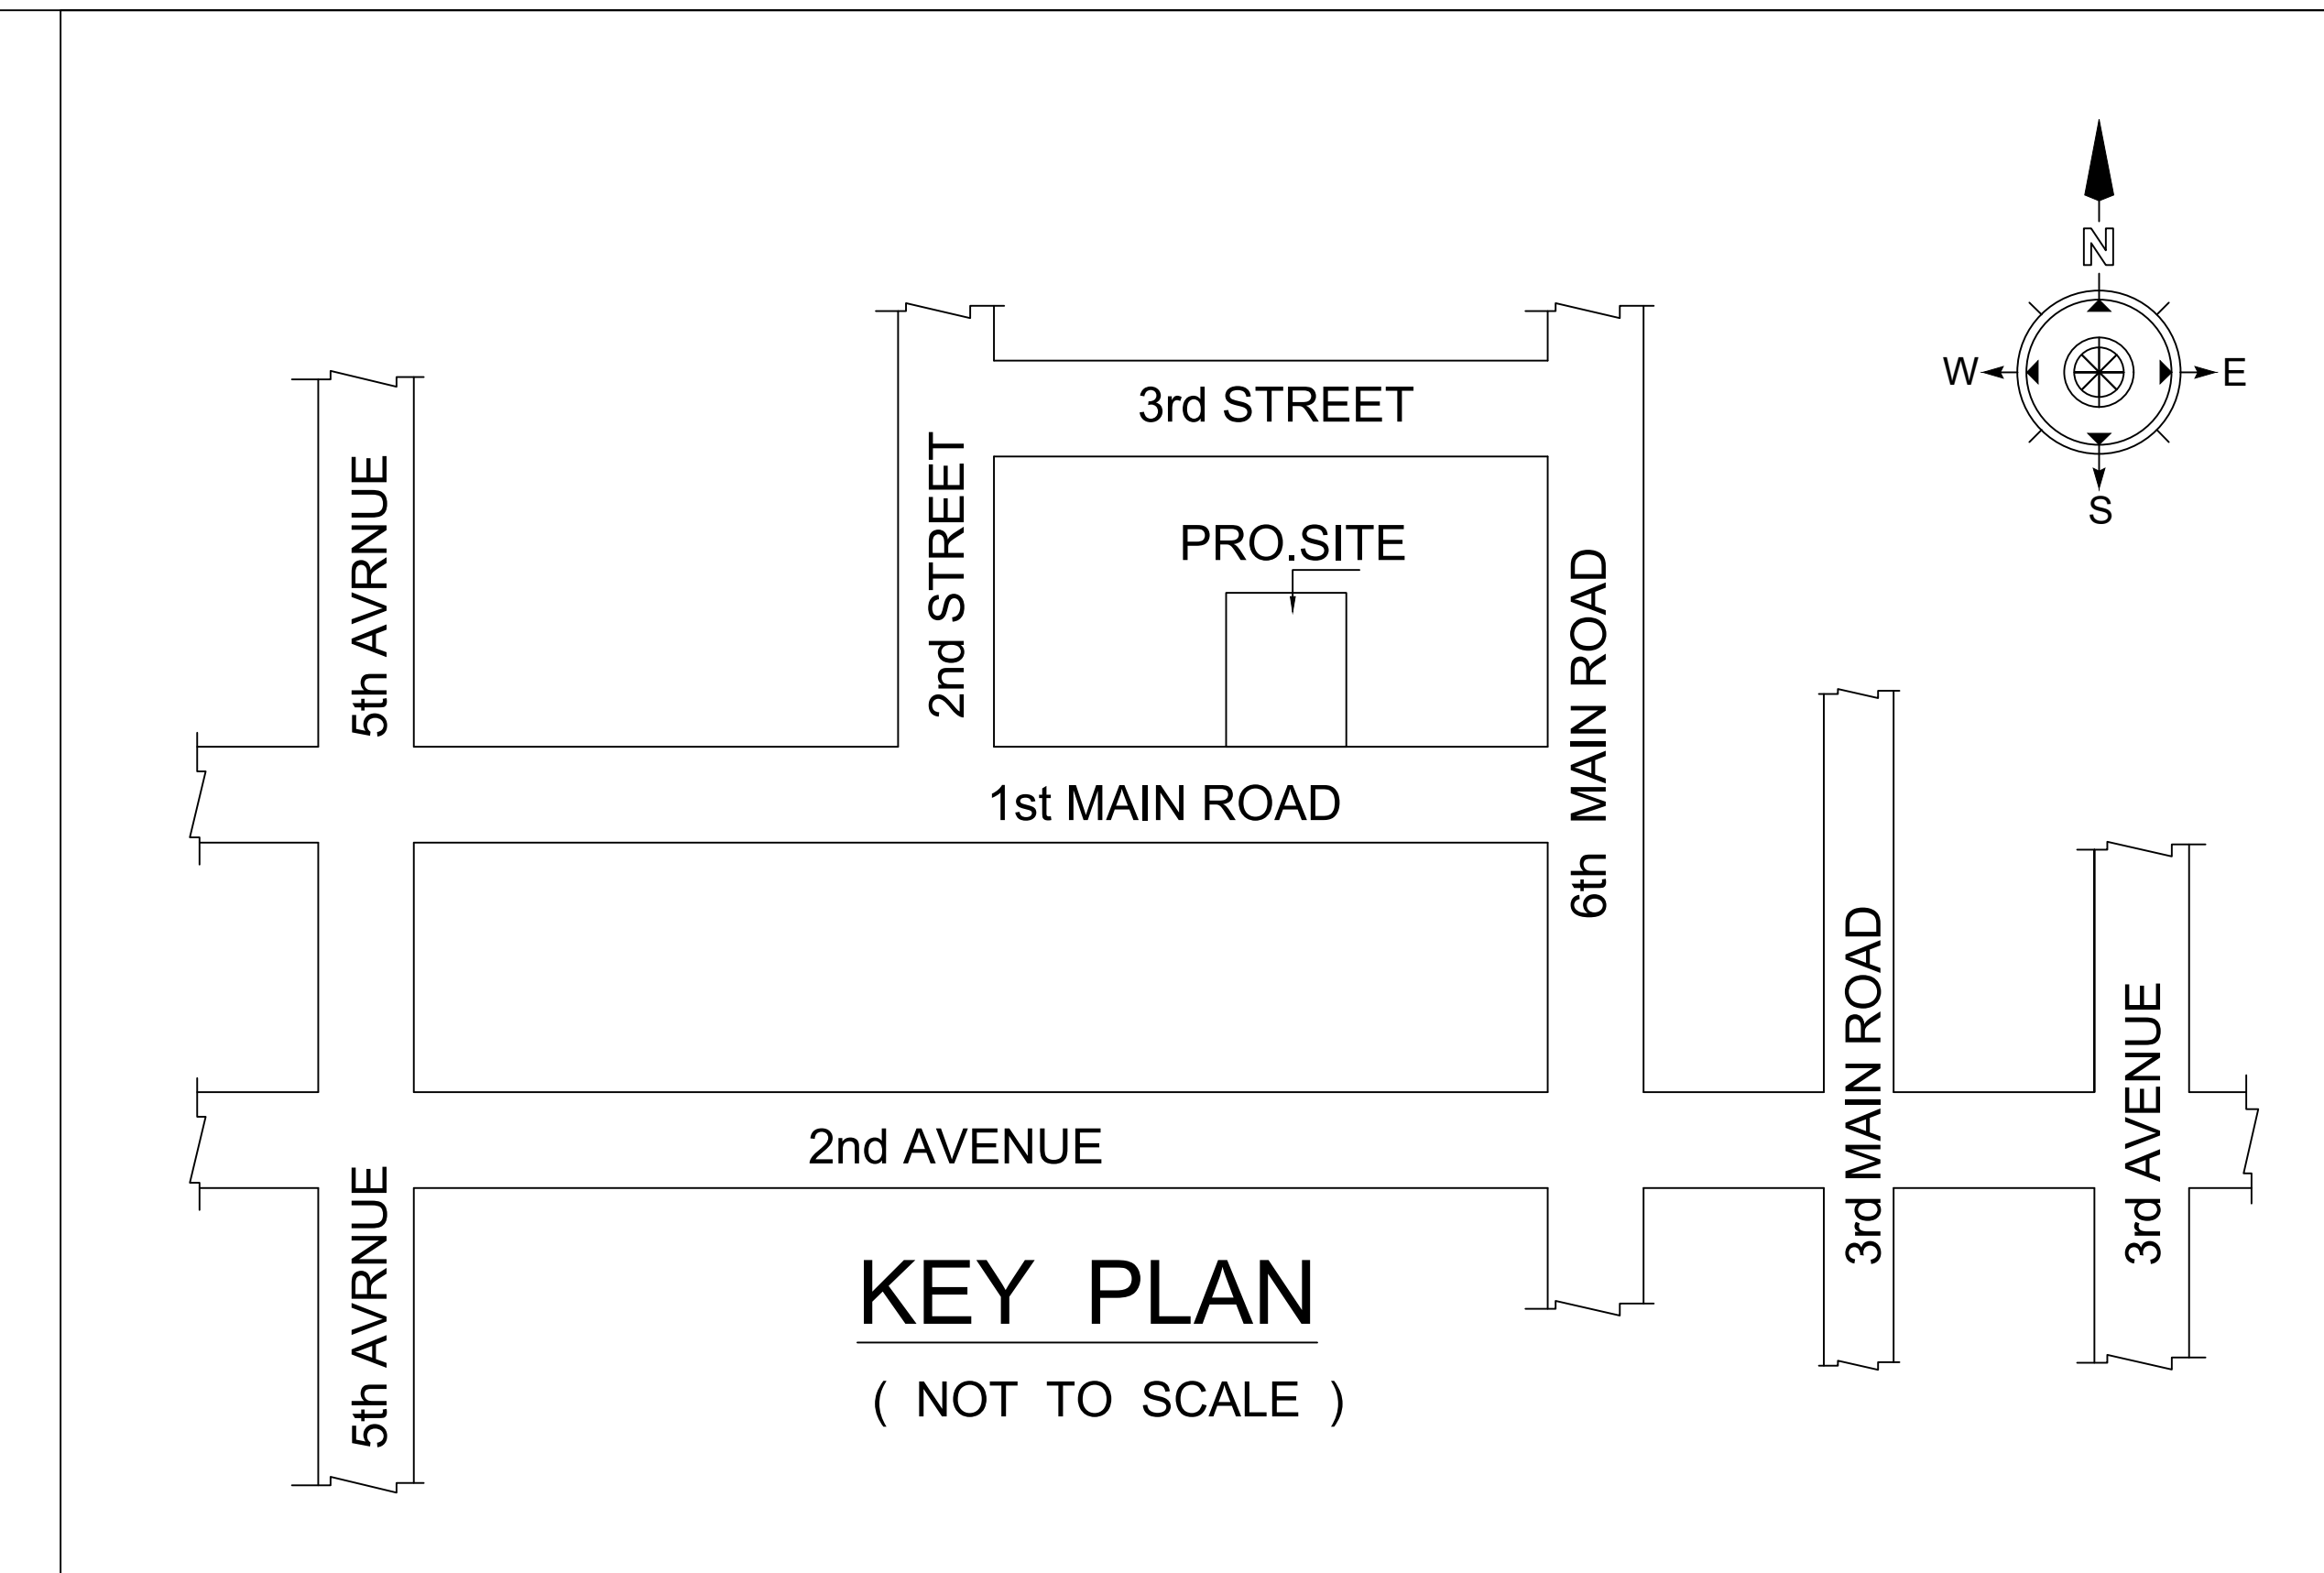 N
W
E
S
3rd STREET
2nd STREET
5th AVRNUE
PRO.SITE
6th MAIN ROAD
1st MAIN ROAD
3rd MAIN ROAD
3rd AVENUE
2nd AVENUE
5th AVRNUE
KEY PLAN
( NOT TO SCALE )